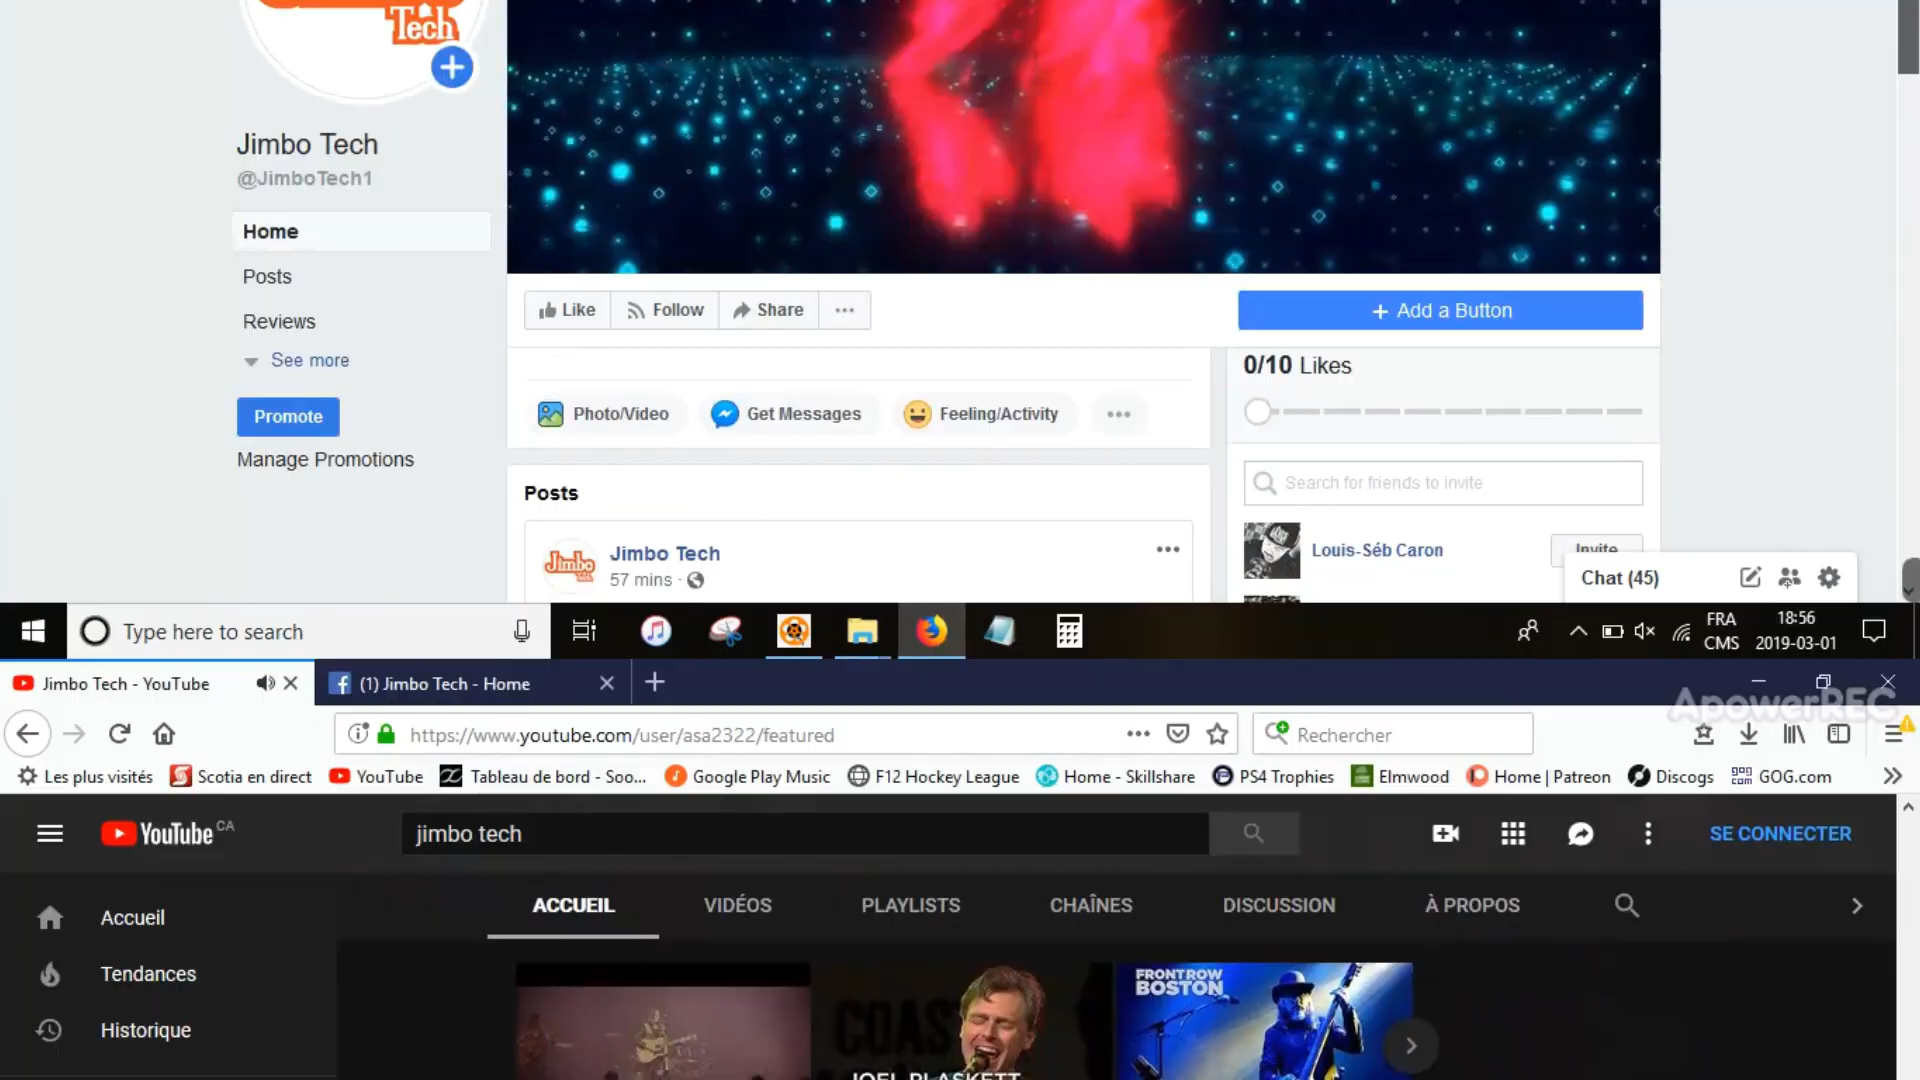 Tech
Jimbo Tech
@JimboTech1
Home
Posts
Reviews
See more
Promote
Manage Promotions
Like
Follow
Share
+ Add a Button
0/10 Likes
Photo/Video
Get Messages
Feeling/Activity
Search for friends to invite
Posts
Jimbo
Jimbo Tech
57 mins ·
Louis-Séb Caron
Invite
Chat (45)
Type here to search
FRA
CMS
18:56
2019-03-01
Jimbo Tech - YouTube
(1) Jimbo Tech - Home
ApowerREC
https://www.youtube.com/user/asa2322/featured
Rechercher
Les plus visités
Scotia en direct
YouTube
Tableau de bord - Soo...
Google Play Music
F12 Hockey League
Home - Skillshare
PS4 Trophies
Elmwood
Home | Patreon
Discogs
GOG.com
YouTube CA
jimbo tech
SE CONNECTER
Accueil
Tendances
Historique
ACCUEIL
VIDÉOS
PLAYLISTS
CHAÎNES
DISCUSSION
À PROPOS
COAS
JOEL PLASKETT
FRONT ROW
BOSTON